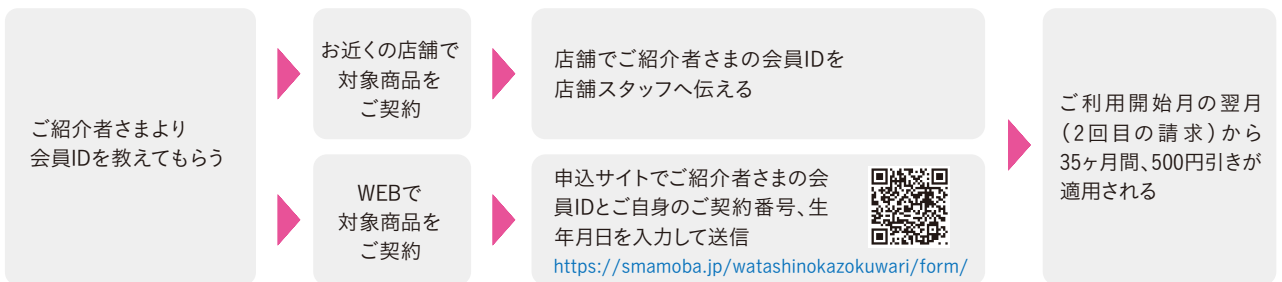 ご紹介者さまより
会員IDを教えてもらう
お近くの店舗で
対象商品を
ご契約
店舗でご紹介者さまの会員IDを
店舗スタッフへ伝える
WEBで
対象商品を
ご契約
申込サイトでご紹介者さまの会
員IDとご自身のご契約番号、生
年月日を入力して送信
https://smamoba.jp/watashinokazokuwari/form/
ご利用開始月の翌月
（2回目の請求）から
35ヶ月間、500円引きが
適用される